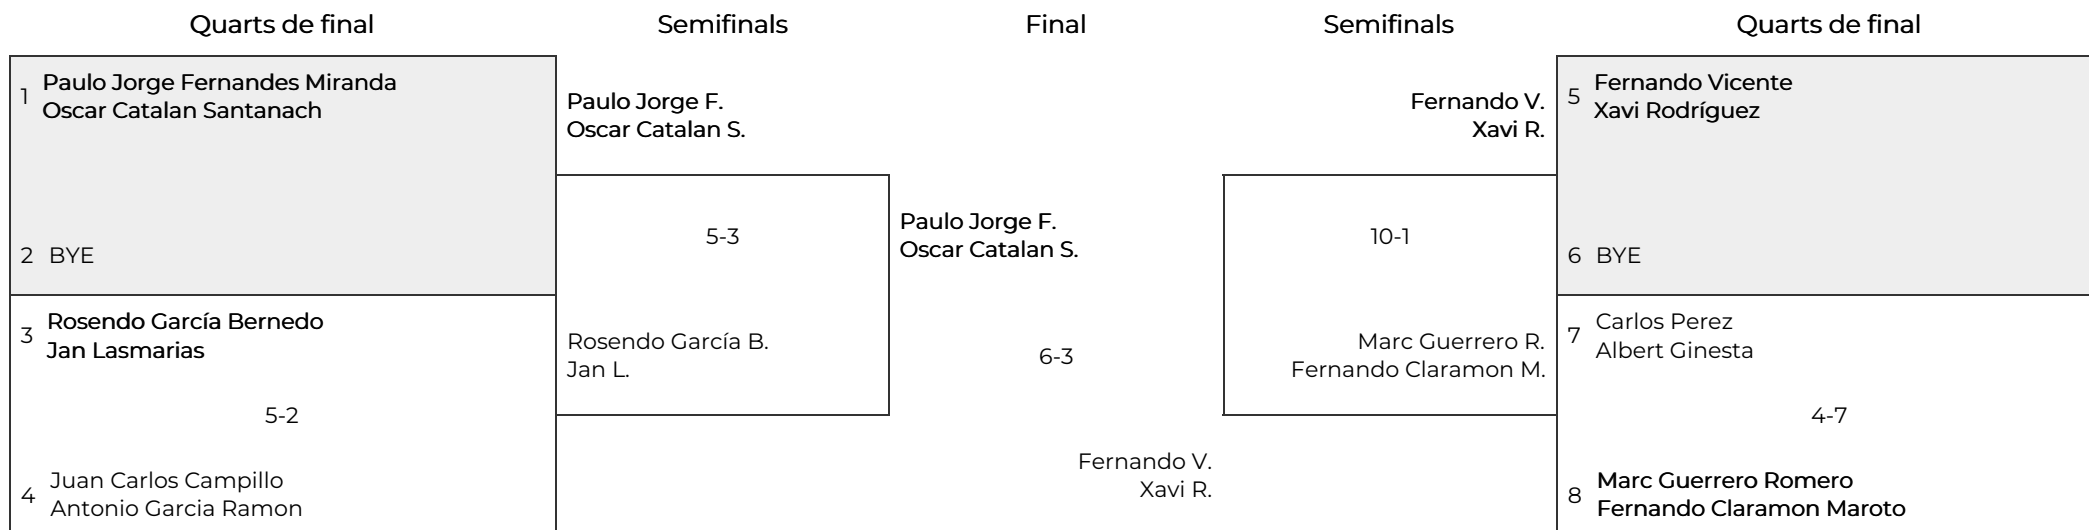 Quarts de final
Semifinals
Final
Semifinals
Quarts de final
1
Paulo Jorge Fernandes Miranda
Oscar Catalan Santanach
2 BYE
3
Rosendo García Bernedo
Jan Lasmarias
5-2
4
Juan Carlos Campillo
Antonio Garcia Ramon
Paulo Jorge F.
Oscar Catalan S.
5-3
Rosendo García B.
Jan L.
Paulo Jorge F.
Oscar Catalan S.
6-3
Fernando V.
Xavi R.
Fernando V.
Xavi R.
10-1
Marc Guerrero R.
Fernando Claramon M.
5
Fernando Vicente
Xavi Rodríguez
6 BYE
7
Carlos Perez
Albert Ginesta
4-7
8
Marc Guerrero Romero
Fernando Claramon Maroto